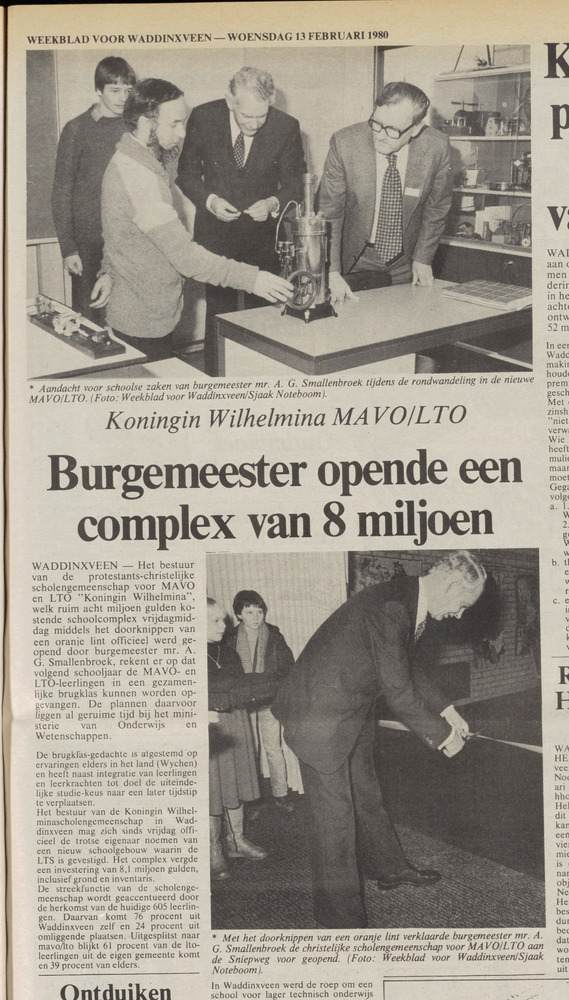 WEEKBLAD VOOR WADDINXVEEN — WOENSDAG 13 FEBRUARI 1980
* Aandacht voor schoolse zaken van burgemeester mr. A. G. Smallenbroek tijdens de rondwandeling in de nieuwe
MAVO/LTO. (Foto: Weekblad voor Waddinxveen/Sjaak Noteboom).
Koningin Wilhelmina MAVO/LTO
Burgemeester opende een
complex van 8 miljoen
WADDINXVEEN — Het bestuur
van de protestants-christelijke
scholengemeenschap voor MAVO
en LTO "Koningin Wilhelmina",
welk ruim acht miljoen gulden ko-
stende schoolcomplex vrijdagmid-
dag middels het doorknippen van
een oranje lint officieel werd ge-
opend door burgemeester mr. A.
G. Smallenbroek, rekent er op dat
volgend schooljaar de MAVO- en
LTO-leerlingen in een gezamen-
lijke brugklas kunnen worden op-
gevangen. De plannen daarvoor
liggen al geruime tijd bij het mini-
sterie van Onderwijs en
Wetenschappen.
De brugklas-gedachte is afgestemd op
ervaringen elders in het land (Wychen)
en heeft naast integratie van leerlingen
en leerkrachten tot doel de uiteinde-
lijke studie-keus naar een later tijdstip
te verplaatsen.
Het bestuur van de Koningin Wilhel-
minascholengemeenschap in Wad-
dinxveen mag zich sinds vrijdag offi-
cieel de trotse eigenaar noemen van
een nieuw schoolgebouw waarin de
LTS is gevestigd. Het complex vergde
een investering van 8,1 miljoen gulden,
inclusief grond en inventaris.
De streekfunctie van de scholenge-
meenschap wordt geaccentueerd door
de herkomst van de huidige 605 leerlin-
gen. Daarvan komt 76 procent uit
Waddinxveen zelf en 24 procent uit
omliggende plaatsen. Uitgesplitst naar
mavo/lto blijkt 61 procent van de lto-
leerlingen uit de eigen gemeente komt
en 39 procent van elders.
Ontduiken
* Met het doorknippen van een oranje lint verklaarde burgemeester mr. A.
G. Smallenbroek de christelijke scholengemeenschap voor MAVO/LTO aan
de Sniepweg voor geopend. (Foto: Weekblad voor Waddinxveen/Sjaak
Noteboom).
In Waddinxveen werd de roep om een
school voor lager technisch onderwijs